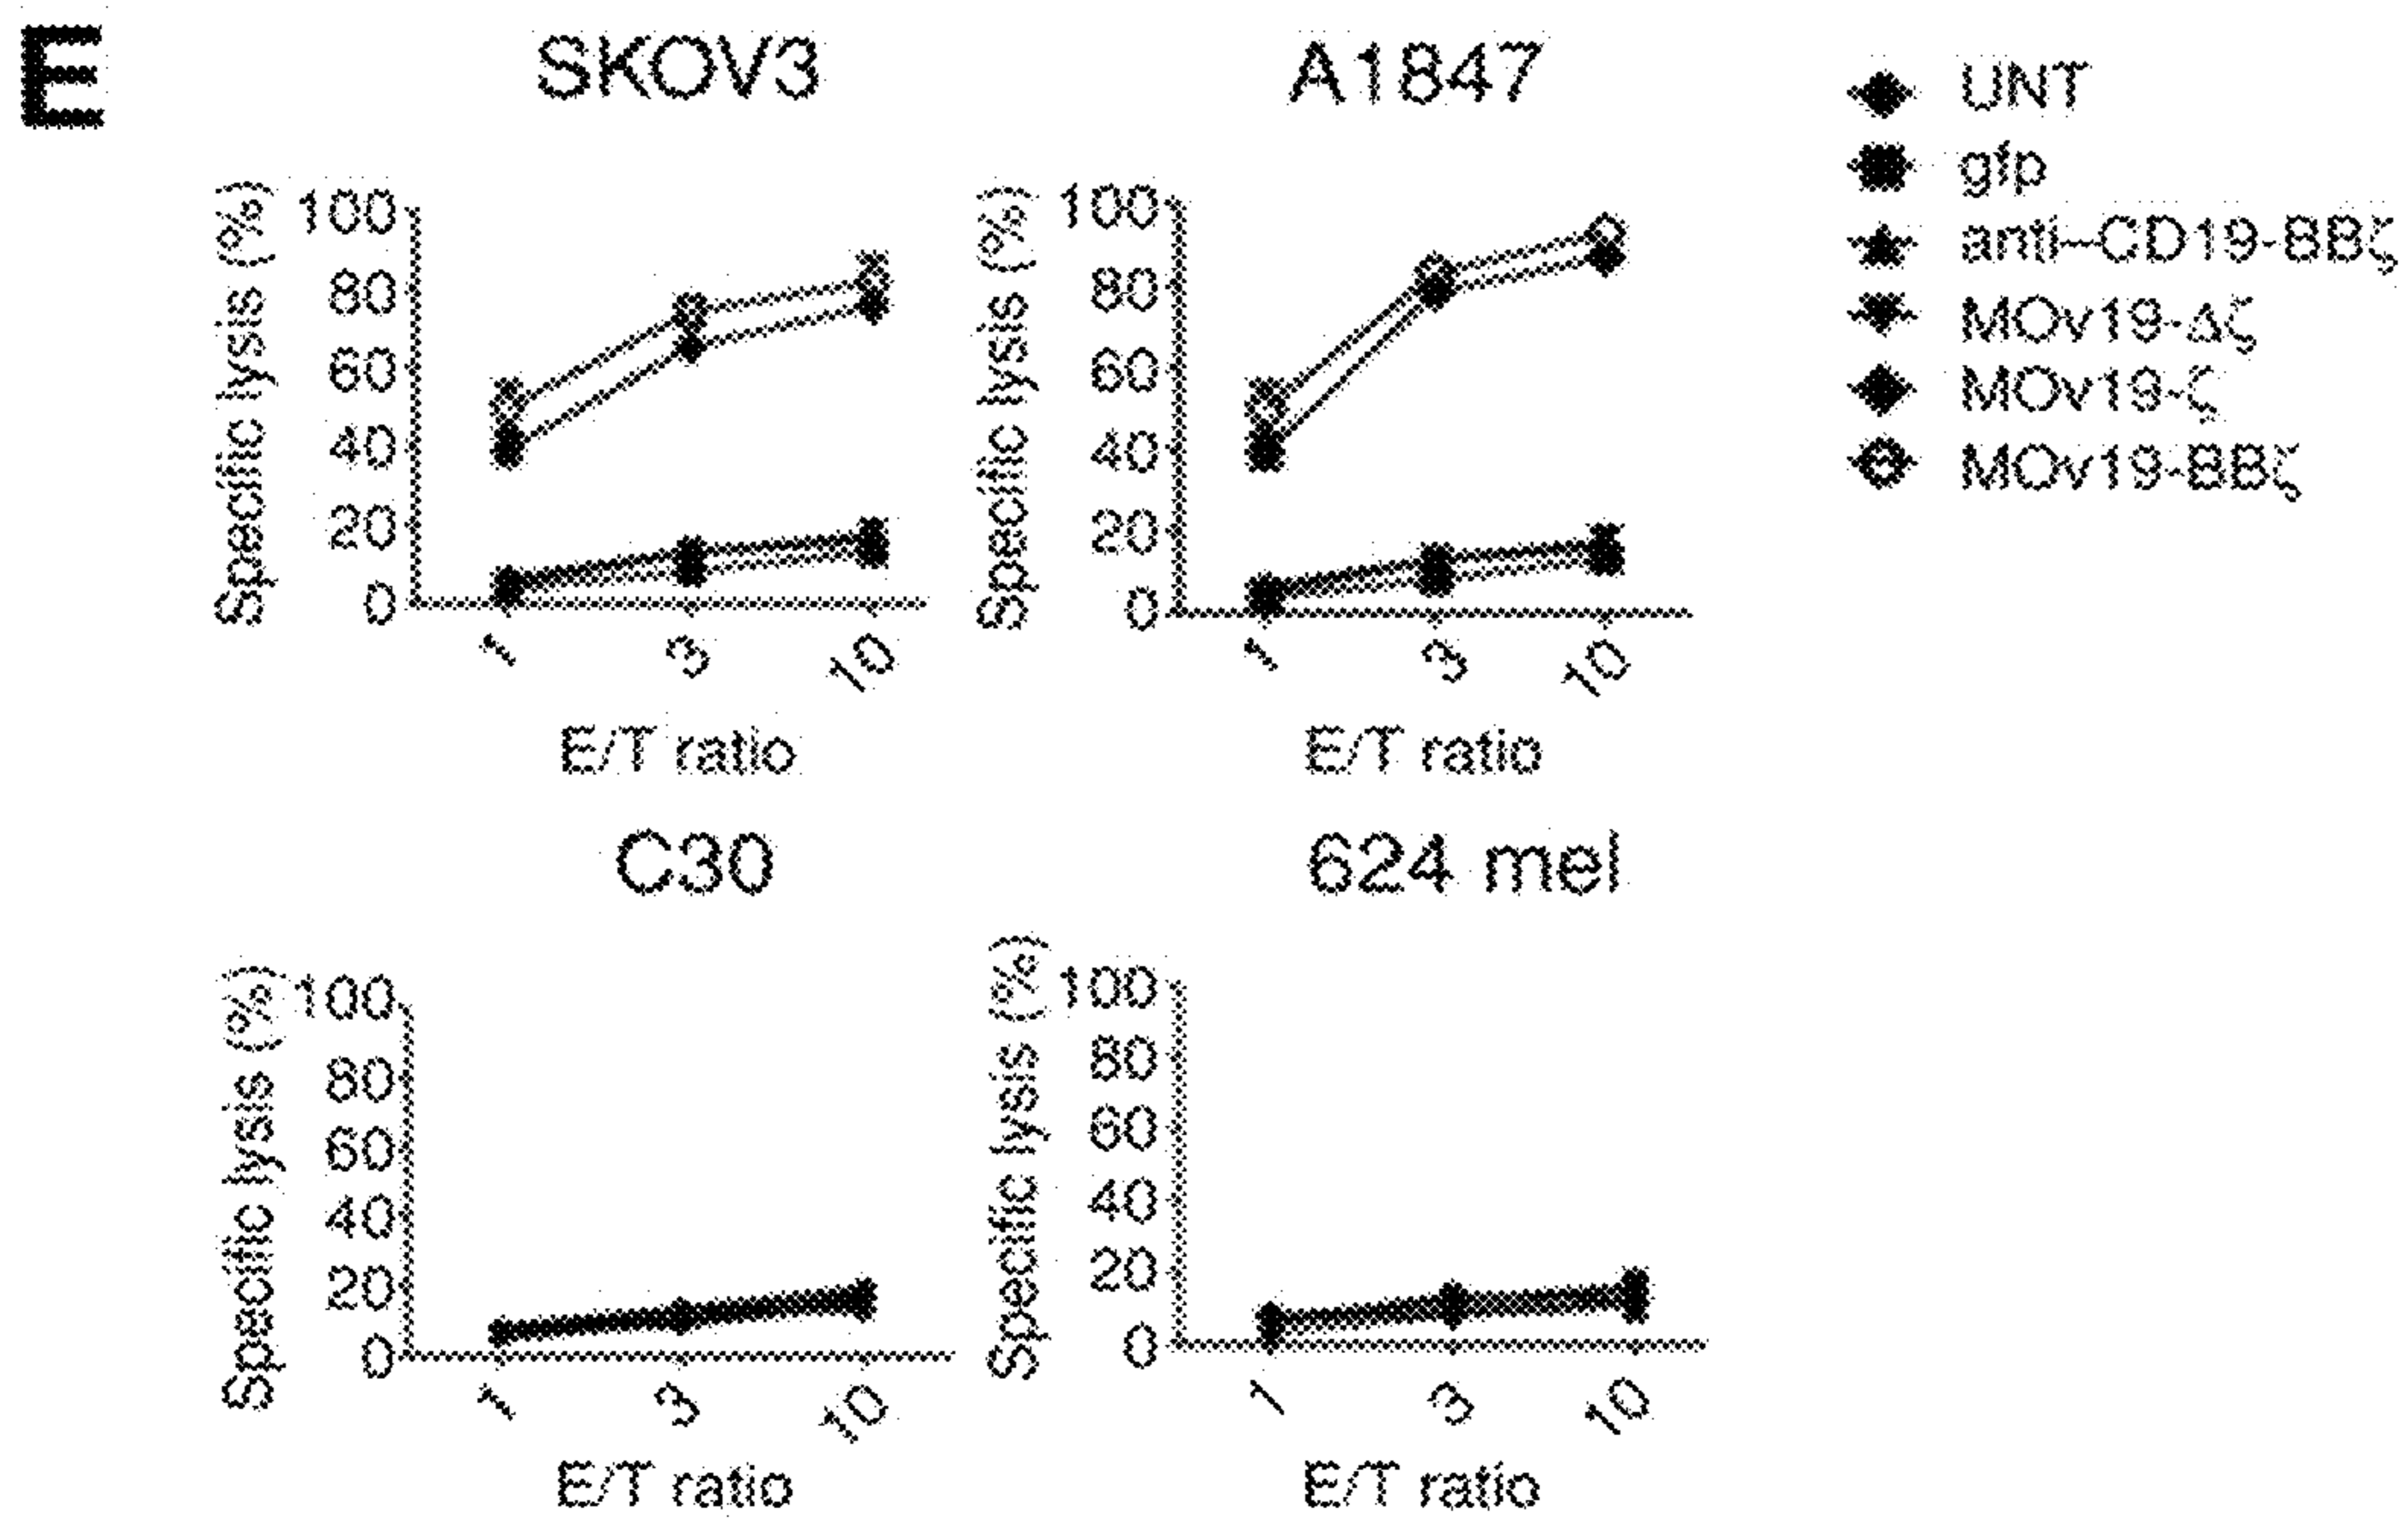 E
SKOV3
A1847
UNT
gfp
anti–CD19-BBζ
MOv19-Δζ
MOv19-ζ
MOv19-BBζ
Specific lysis (%)
100
80
60
40
20
0
1
3
10
E/T ratio
Specific lysis (%)
100
80
60
40
20
0
1
3
10
E/T ratio
C30
624 mel
Specific lysis (%)
100
80
60
40
20
0
1
3
10
E/T ratio
Specific lysis (%)
100
80
60
40
20
0
1
3
10
E/T ratio